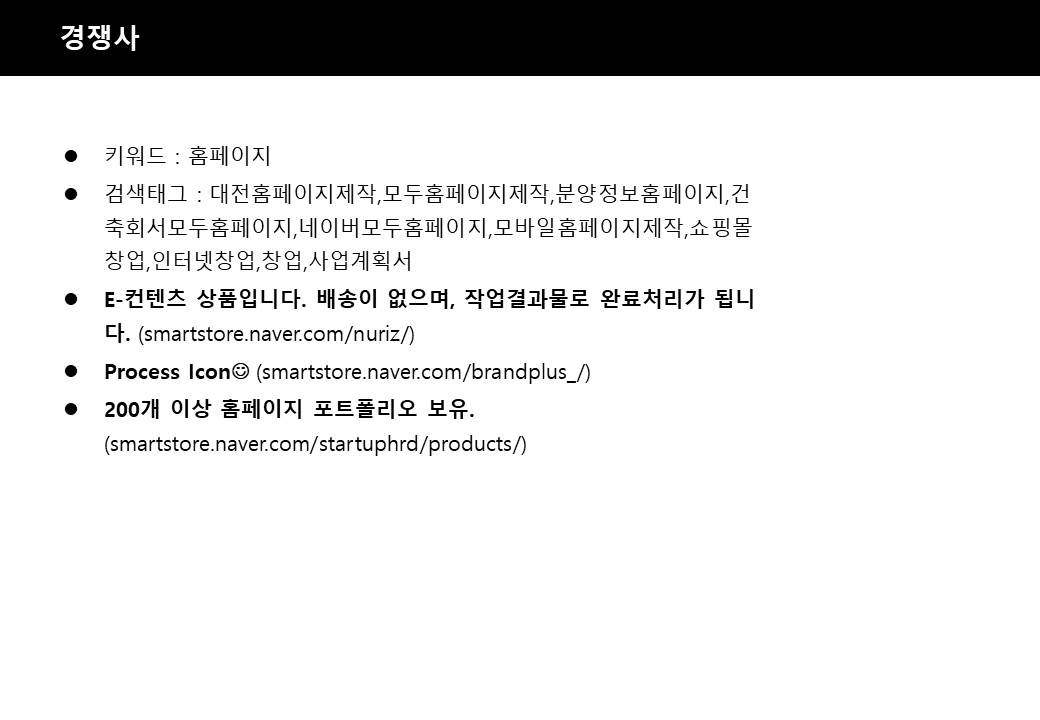 경쟁사
● 키워드 : 홈페이지
● 검색태그 : 대전홈페이지제작,모두홈페이지제작,분양정보홈페이지,건
축회서모두홈페이지,네이버모두홈페이지,모바일홈페이지제작,쇼핑몰
창업,인터넷창업,창업,사업계획서
● E-컨텐츠 상품입니다. 배송이 없으며, 작업결과물로 완료처리가 됩니
다. (smartstore.naver.com/nuriz/)
● Process Icon☺ (smartstore.naver.com/brandplus_/)
● 200개 이상 홈페이지 포트폴리오 보유.
(smartstore.naver.com/startuphrd/products/)